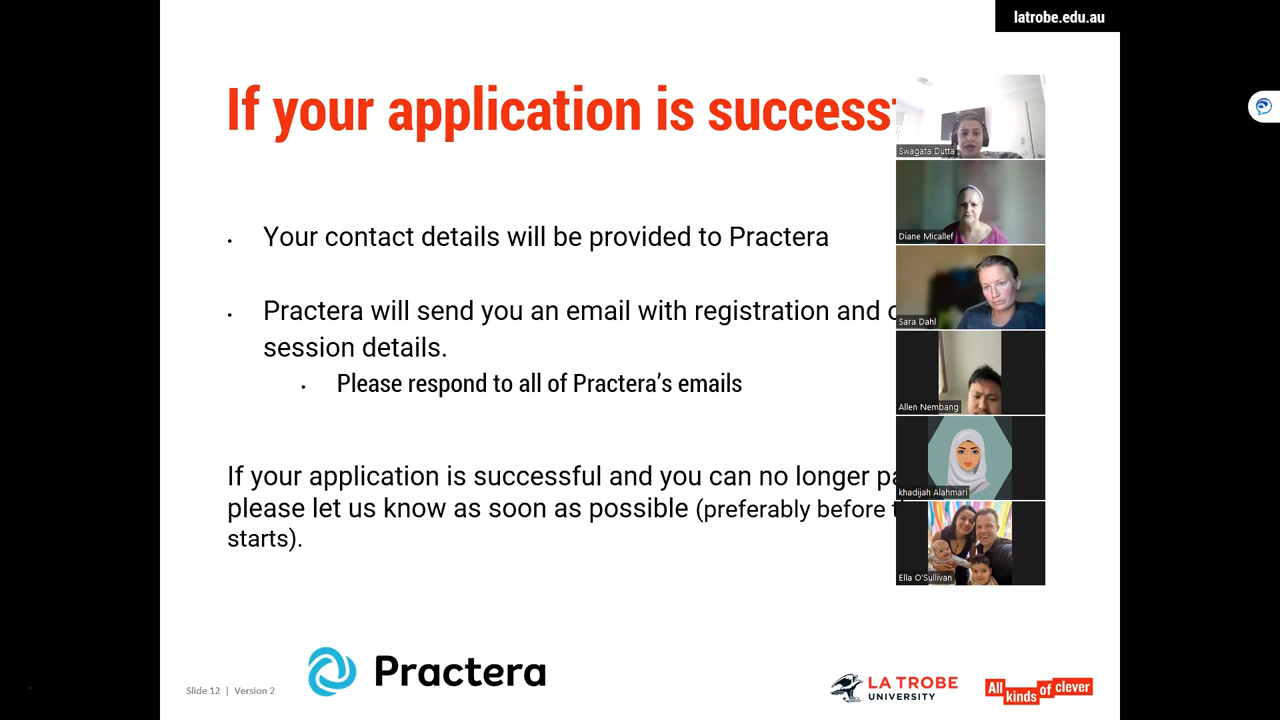 latrobe.edu.au
If your application is success
Swagata Dutta
Diane Micallef
• Your contact details will be provided to Practera
• Practera will send you an email with registration and
Sara Dahl
session details.
• Please respond to all of Practera’s emails
Allen Nembang
If your application is successful and you can no longer
khadijah Alahmari
please let us know as soon as possible (preferably before
starts).
Ella O'Sullivan
Slide 12 | Version 2
Practera
LA TROBE
UNIVERSITY
All kinds of clever